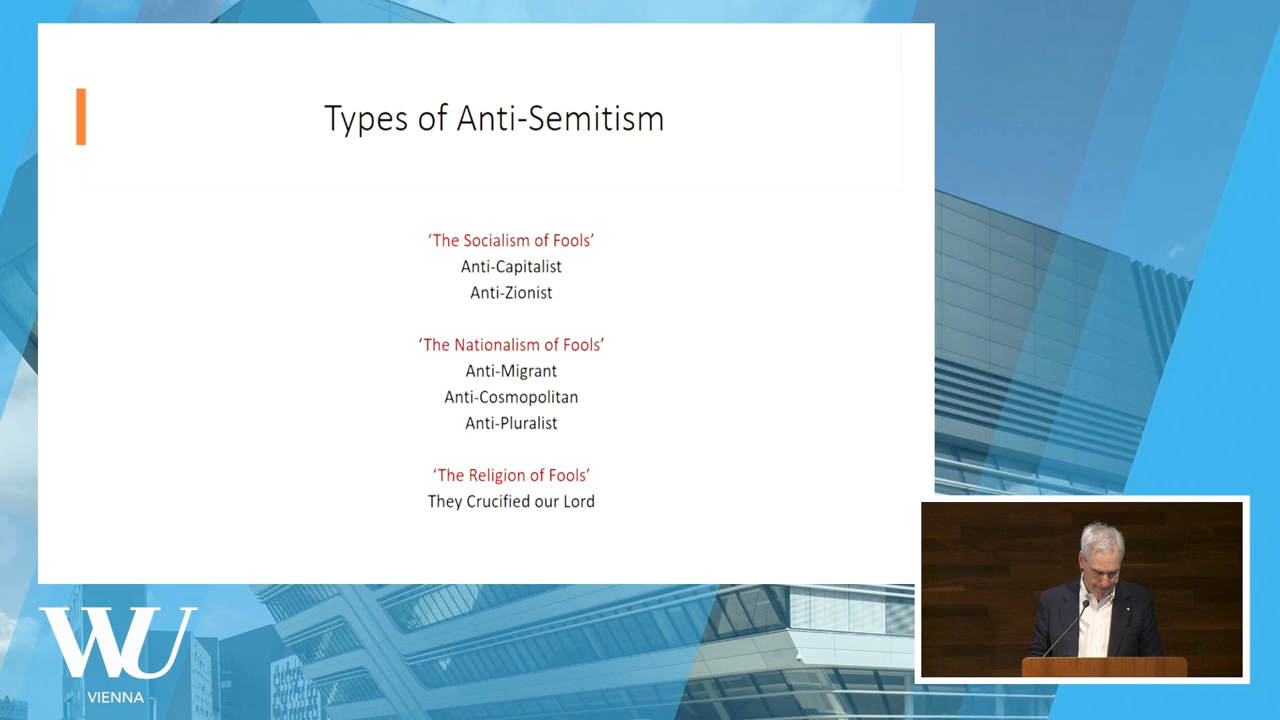 Types of Anti-Semitism
‘The Socialism of Fools’
Anti-Capitalist
Anti-Zionist
‘The Nationalism of Fools’
Anti-Migrant
Anti-Cosmopolitan
Anti-Pluralist
‘The Religion of Fools’
They Crucified our Lord
WU
VIENNA